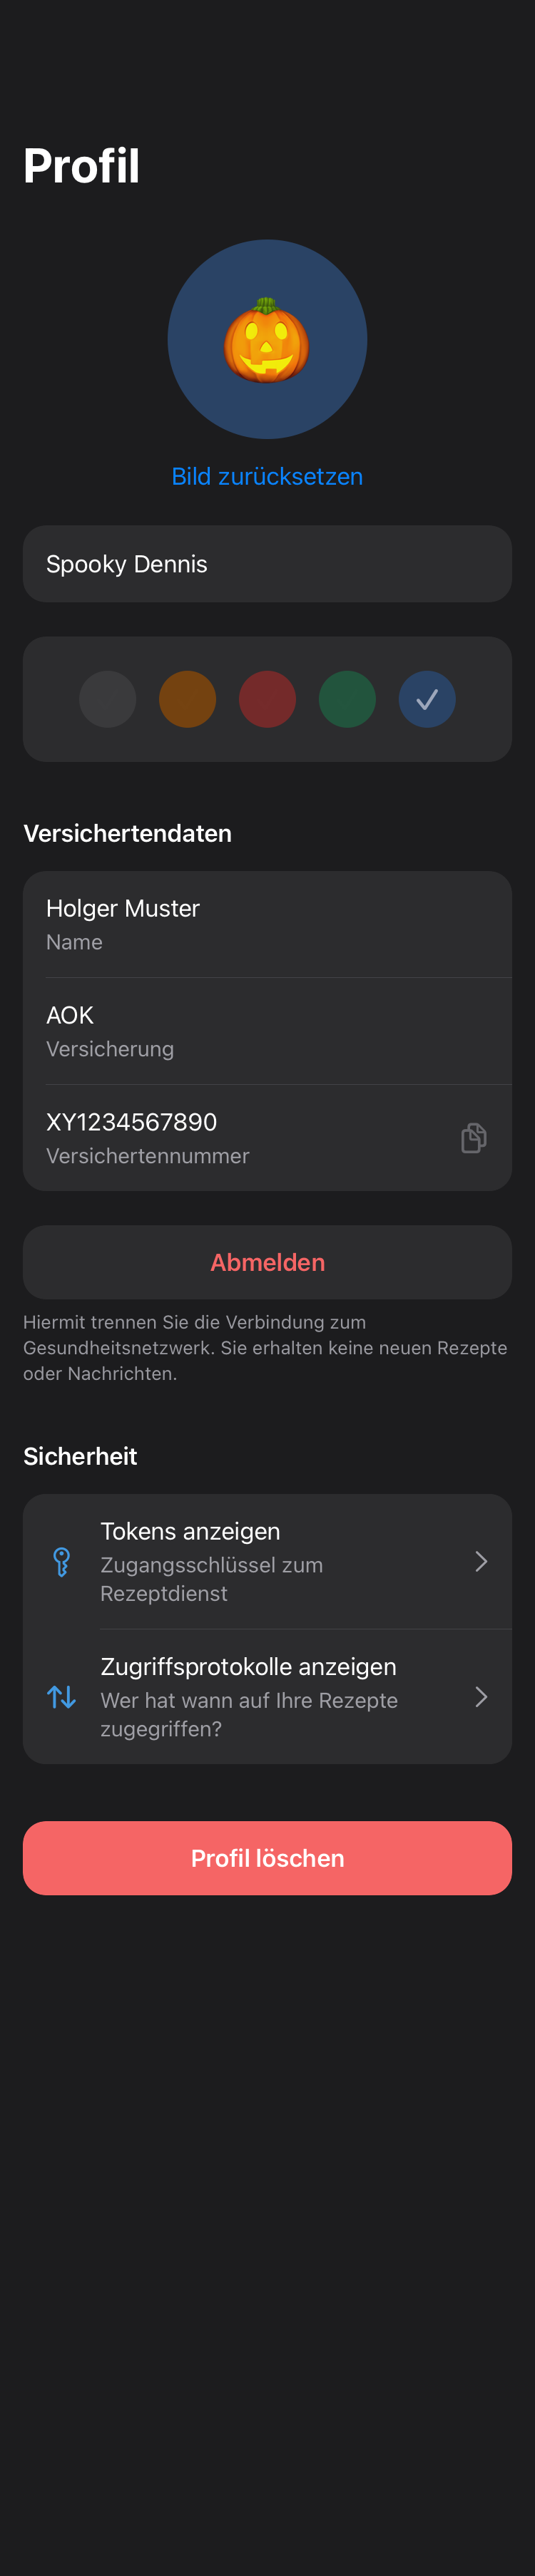 Profil
Bild zurücksetzen
Spooky Dennis
Versichertendaten
Holger Muster
Name
AOK
Versicherung
XY1234567890
Versichertennummer
Abmelden
Hiermit trennen Sie die Verbindung zum
Gesundheitsnetzwerk. Sie erhalten keine neuen Rezepte
oder Nachrichten.
Sicherheit
Tokens anzeigen
Zugangsschlüssel zum
Rezeptdienst
Zugriffsprotokolle anzeigen
Wer hat wann auf Ihre Rezepte
zugegriffen?
Profil löschen